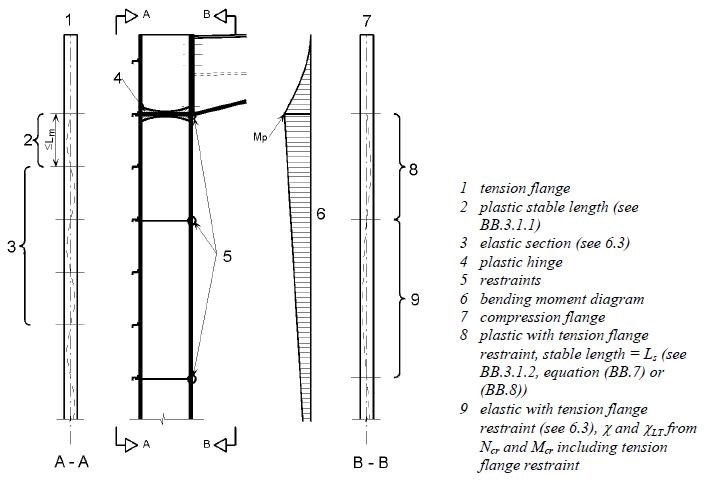 1
A
B
7
4
2
≤Lm
Mp
8
3
6
5
9
A
B
A - A
B - B
1 tension flange
2 plastic stable length (see
BB.3.1.1)
3 elastic section (see 6.3)
4 plastic hinge
5 restraints
6 bending moment diagram
7 compression flange
8 plastic with tension flange
restraint, stable length = Ls (see
BB.3.1.2, equation (BB.7) or
(BB.8))
9 elastic with tension flange
restraint (see 6.3), χ and χLT from
Ncr and Mcr including tension
flange restraint